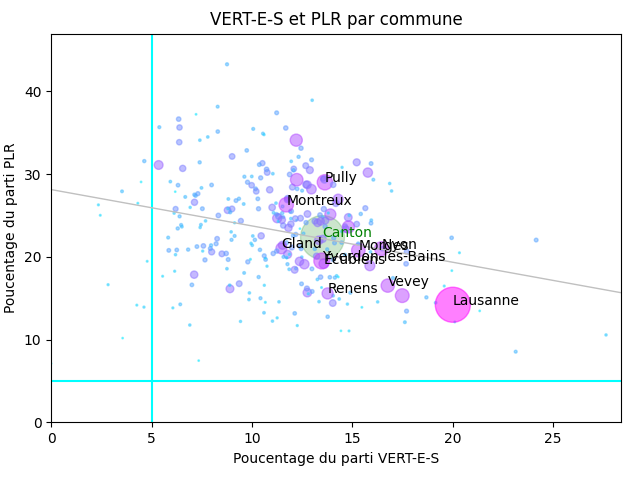 VERT-E-S et PLR par commune
Poucentage du parti PLR
40
30
20
10
0
Pully
Montreux
Canton
Gland
Morges
Nyon
Yverdon-les-Bains
Ecublens
Renens
Vevey
Lausanne
0
5
10
15
20
25
Poucentage du parti VERT-E-S